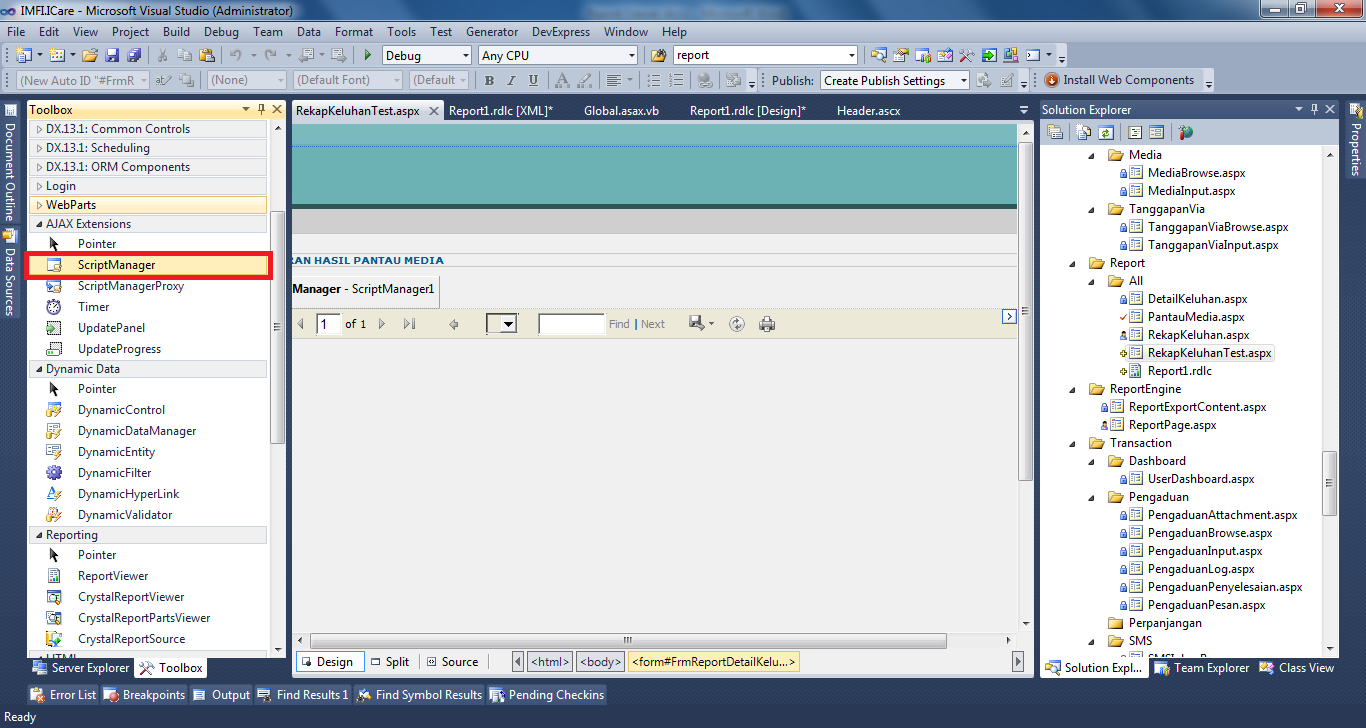 IMFI.ICare - Microsoft Visual Studio (Administrator)
File Edit View Project Build Debug Team Data Format Tools Test Generator DevExpress Window Help
Debug Any CPU report
(New Auto ID "#FrmR (None) (Default Font) (Default B I U A Publish: Create Publish Settings Install Web Components
Document Outline
Data Sources
Toolbox
DX.13.1: Common Controls
DX.13.1: Scheduling
DX.13.1: ORM Components
Login
WebParts
AJAX Extensions
Pointer
ScriptManager
ScriptManagerProxy
Timer
UpdatePanel
UpdateProgress
Dynamic Data
Pointer
DynamicControl
DynamicDataManager
DynamicEntity
DynamicFilter
DynamicHyperLink
DynamicValidator
Reporting
Pointer
ReportViewer
CrystalReportViewer
CrystalReportPartsViewer
CrystalReportSource
Server Explorer Toolbox
RekapKeluhanTest.aspx Report1.rdlc [XML]* Global.asax.vb Report1.rdlc [Design]* Header.ascx
RAN HASIL PANTAU MEDIA
Manager - ScriptManager1
1 of 1 Find | Next
Design Split Source <html> <body> <form#FrmReportDetailKelu...>
Solution Explorer
Media
MediaBrowse.aspx
MediaInput.aspx
TanggapanVia
TanggapanViaBrowse.aspx
TanggapanViaInput.aspx
Report
All
DetailKeluhan.aspx
PantauMedia.aspx
RekapKeluhan.aspx
RekapKeluhanTest.aspx
Report1.rdlc
ReportEngine
ReportExportContent.aspx
ReportPage.aspx
Transaction
Dashboard
UserDashboard.aspx
Pengaduan
PengaduanAttachment.aspx
PengaduanBrowse.aspx
PengaduanInput.aspx
PengaduanLog.aspx
PengaduanPenyelesaian.aspx
PengaduanPesan.aspx
Perpanjangan
SMS
Solution Expl... Team Explorer Class View
Properties
Error List Breakpoints Output Find Results 1 Find Symbol Results Pending Checkins
Ready